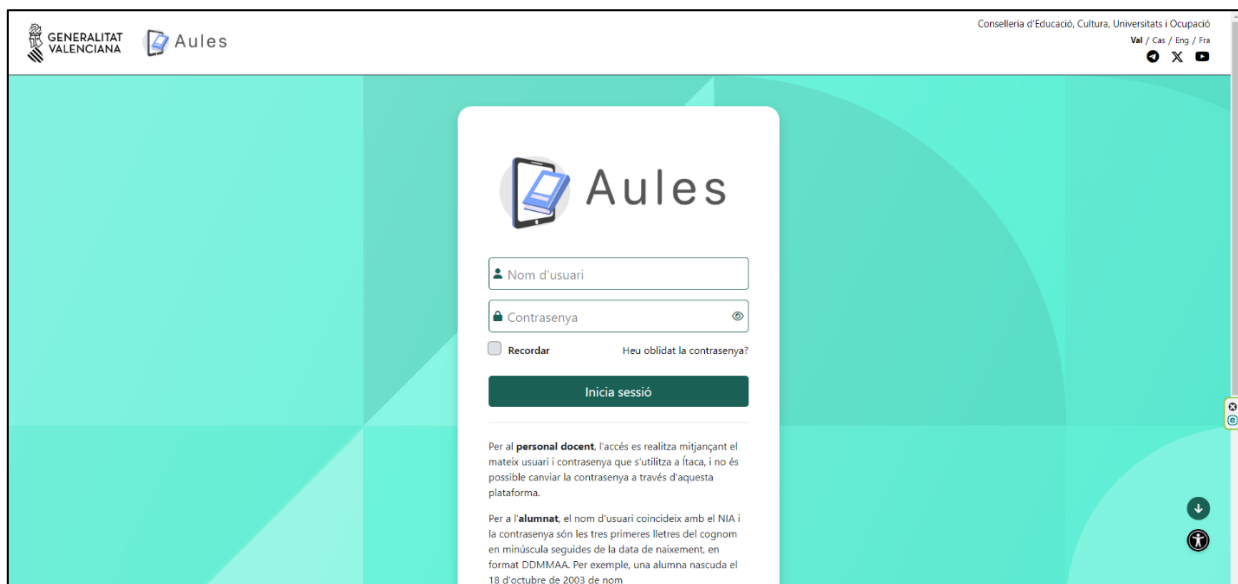 GENERALITAT
VALENCIANA
Aules
Conselleria d'Educació, Cultura, Universitats i Ocupació
Val / Cas / Eng / Fra
Aules
Nom d'usuari
Contrasenya
Recordar
Heu oblidat la contrasenya?
Inicia sessió
Per al personal docent, l'accés es realitza mitjançant el
mateix usuari i contrasenya que s'utilitza a Ítaca, i no és
possible canviar la contrasenya a través d'aquesta
plataforma.
Per a l'alumnat, el nom d'usuari coincideix amb el NIA i
la contrasenya són les tres primeres lletres del cognom
en minúscula seguides de la data de naixement, en
format DDMMAA. Per exemple, una alumna nascuda el
18 d'octubre de 2003 de nom